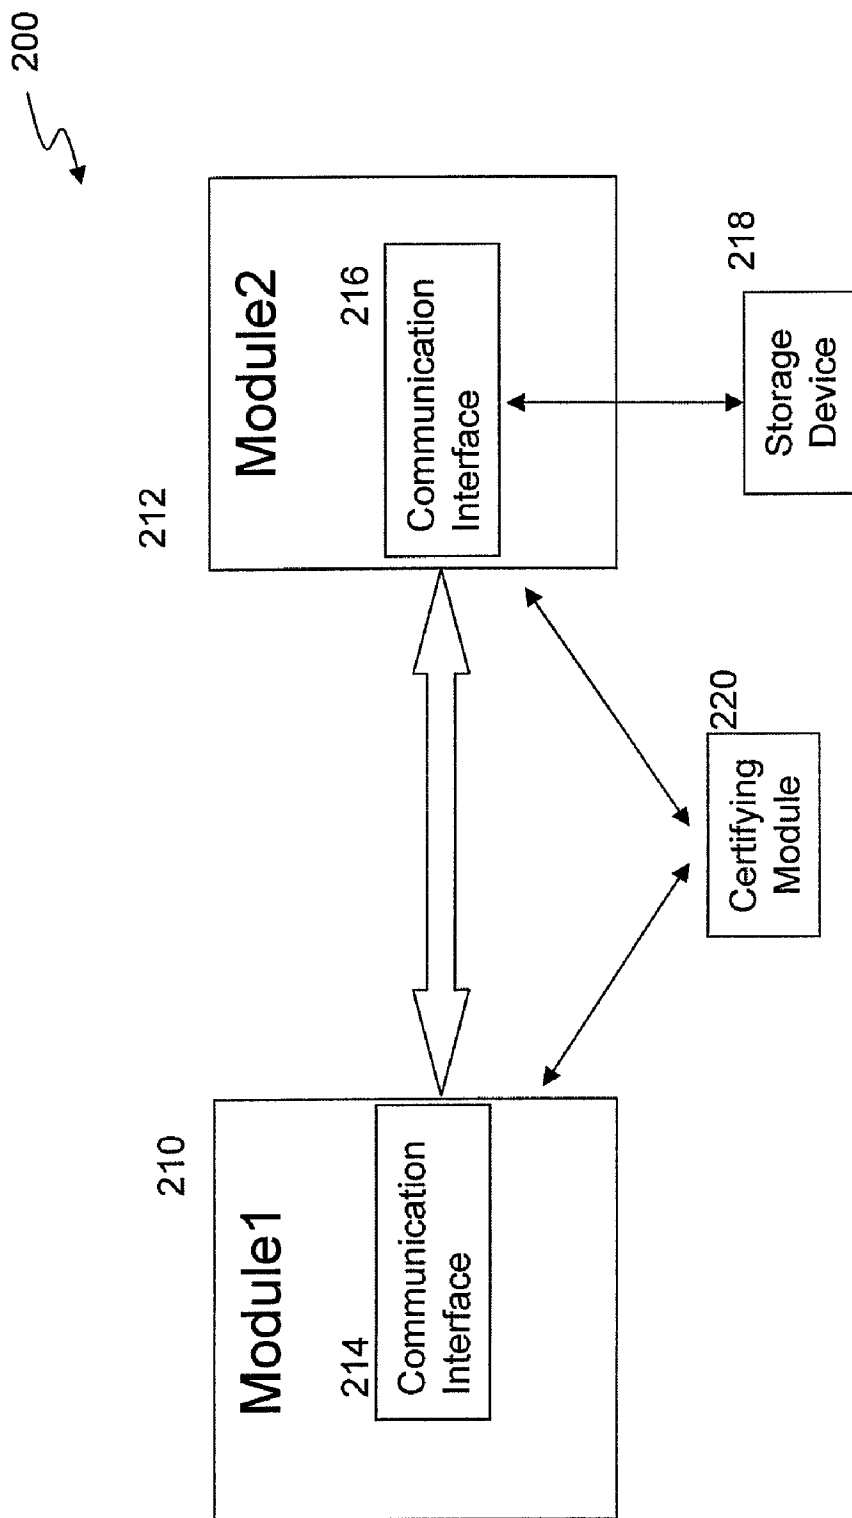 200
Module1
210
214
Communication
Interface
Module2
212
216
Communication
Interface
Certifying
Module
220
Storage
Device
218